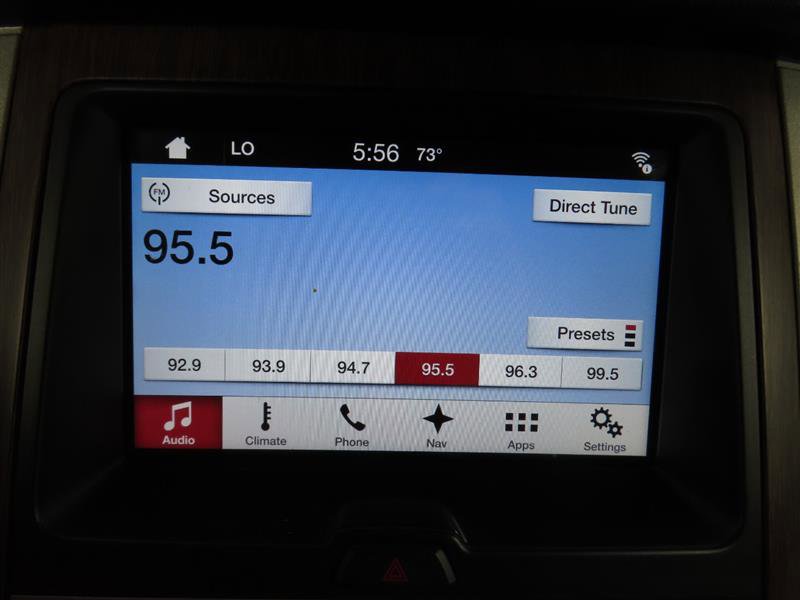 LO 5:56 73°
FM Sources Direct Tune
95.5
Presets
92.9 93.9 94.7 95.5 96.3 99.5
Audio Climate Phone Nav Apps Settings